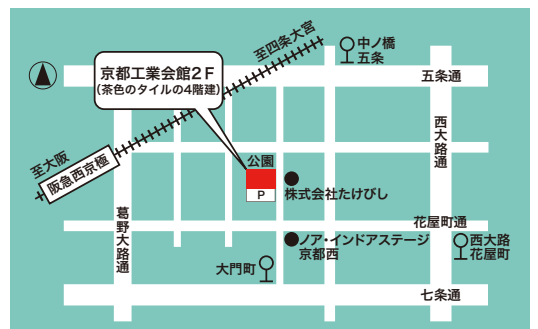 至四条大宮
中ノ橋
五条
京都工業会館2F
(茶色のタイルの4階建)
五条通
西大路通
至大阪
阪急西京極
公園
P
株式会社たけびし
葛野大路通
花屋町通
ノア・インドアステージ
京都西
西大路
花屋町
大門町
七条通